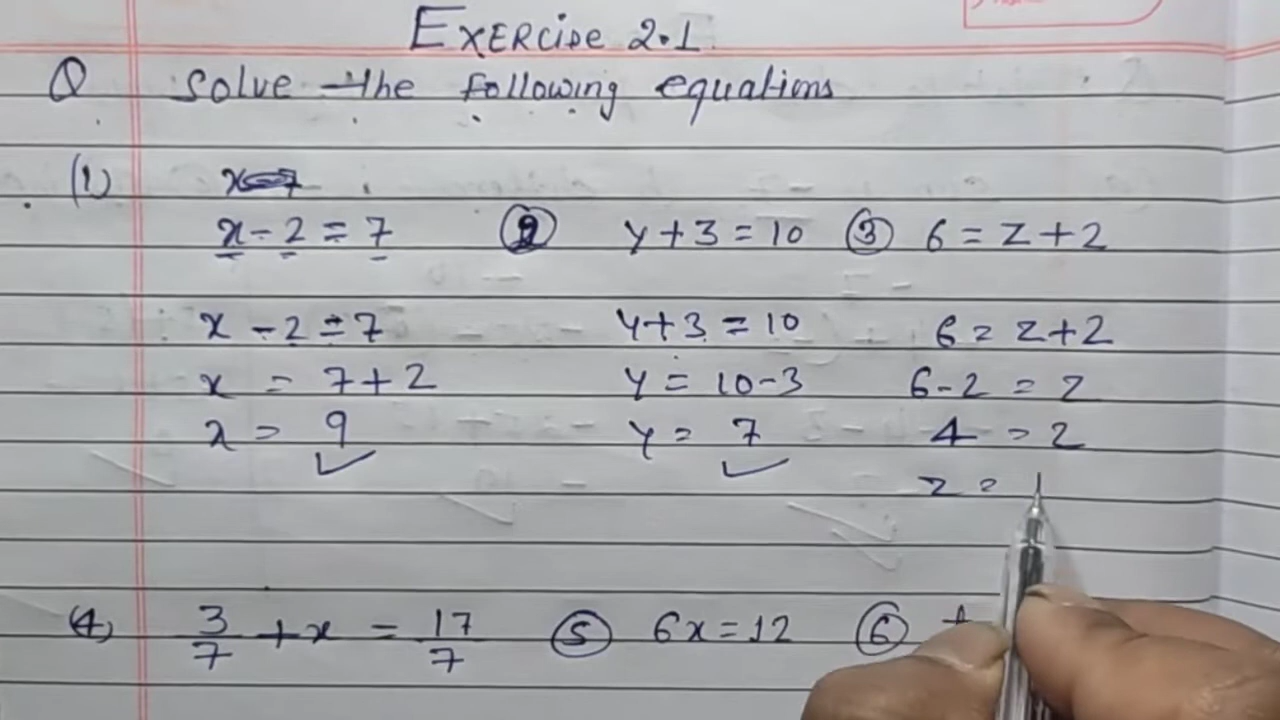 Exercise 2.1
Q Solve the following equations
(1)
x - 2 = 7 ② y + 3 = 10 ③ 6 = z + 2
x - 2 = 7 y + 3 = 10 6 = z + 2
x = 7 + 2 y = 10 - 3 6 - 2 = z
x = 9 y = 7 4 = z
z =
(4) 3/7 + x = 17/7 ⑤ 6x = 12 ⑥